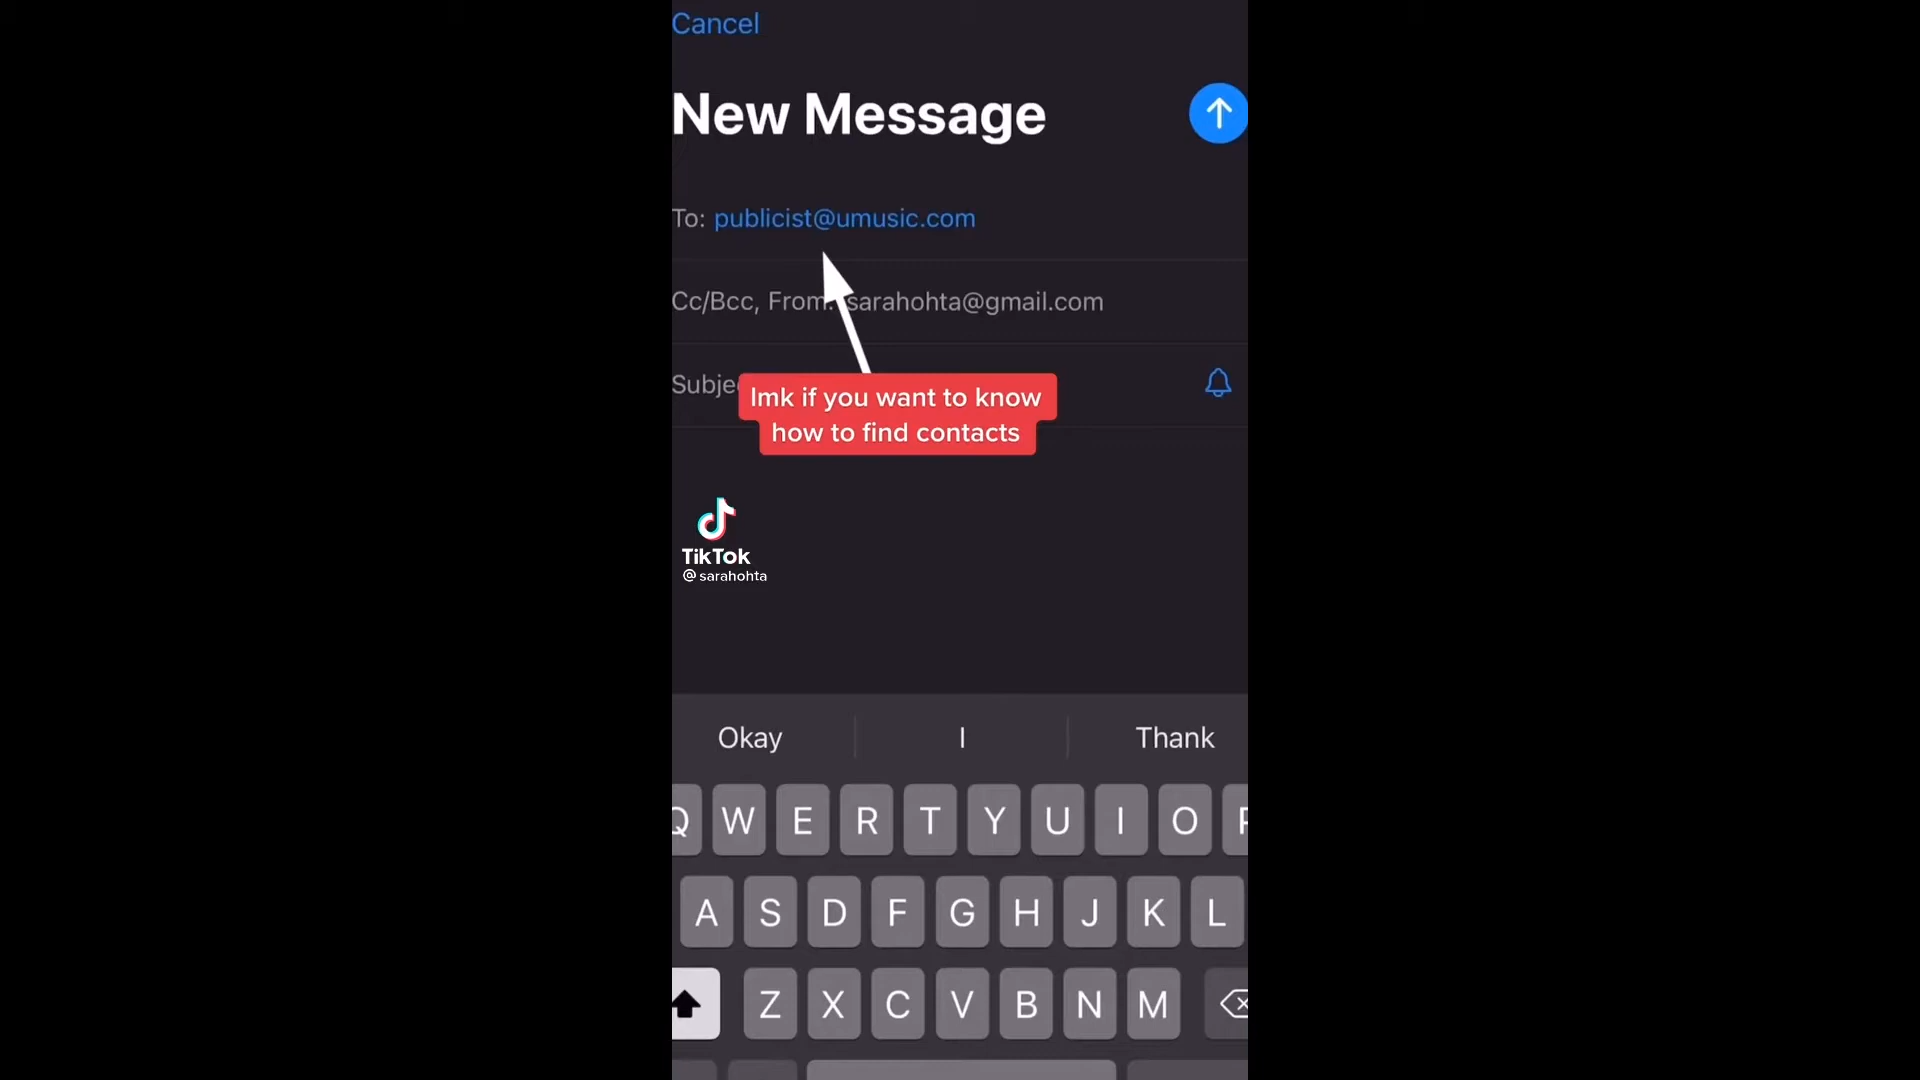 Cancel
New Message
To: publicist@umusic.com
Cc/Bcc, From: sarahohta@gmail.com
Subje
lmk if you want to know
how to find contacts
TikTok
@sarahohta
Okay I Thank
Q W E R T Y U I O P
A S D F G H J K L
Z X C V B N M